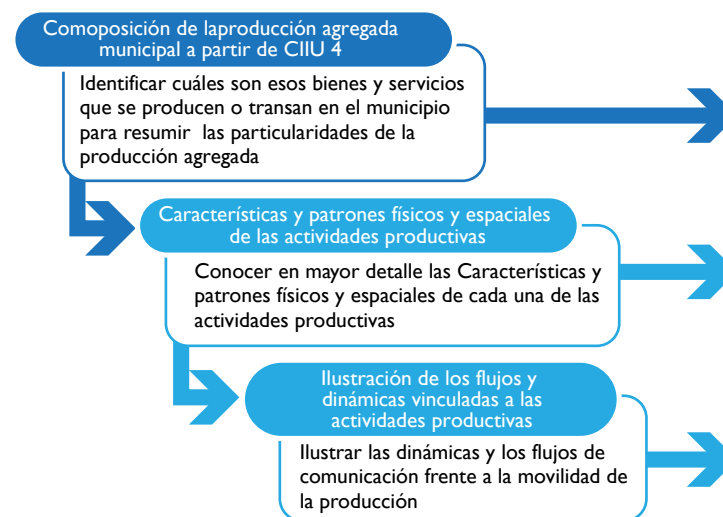 Comoposición de laproducción agregada
municipal a partir de CIIU 4
Identificar cuáles son esos bienes y servicios
que se producen o transan en el municipio
para resumir las particularidades de la
producción agregada
Característícas y patrones físicos y espaciales
de las actividades productivas
Conocer en mayor detalle las Característícas y
patrones físicos y espaciales de cada una de las
actividades productivas
Ilustración de los flujos y
dinámicas vinculadas a las
actividades productivas
Ilustrar las dinámicas y los flujos de
comunicación frente a la movilidad de
la producción